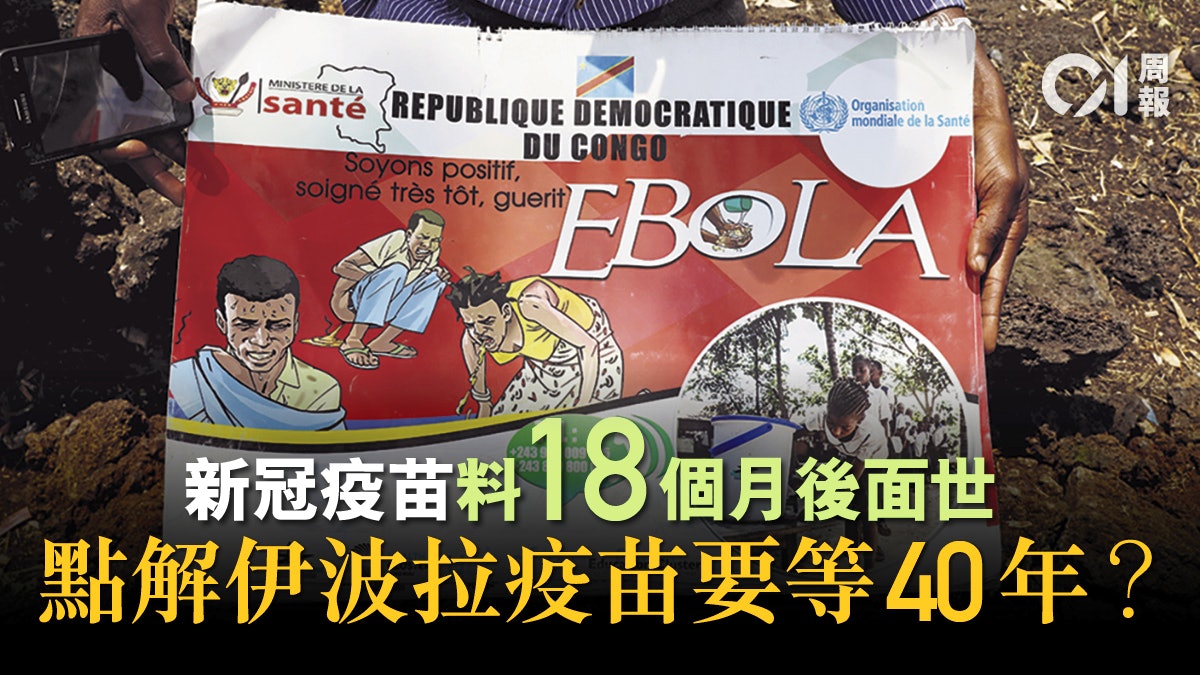 01周報
MINISTERE DE LA
santé
REPUBLIQUE DEMOCRATIQUE
DU CONGO
Organisation
mondiale de la Santé
Soyons positif,
soigné très tôt, guerit
EBOLA
新冠疫苗料18個月後面世
點解伊波拉疫苗要等40年？